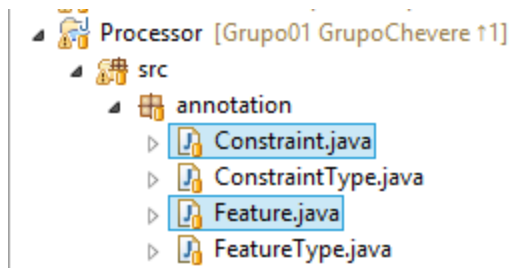 Processor [Grupo01 GrupoChevere ↑1]
src
annotation
Constraint.java
ConstraintType.java
Feature.java
FeatureType.java